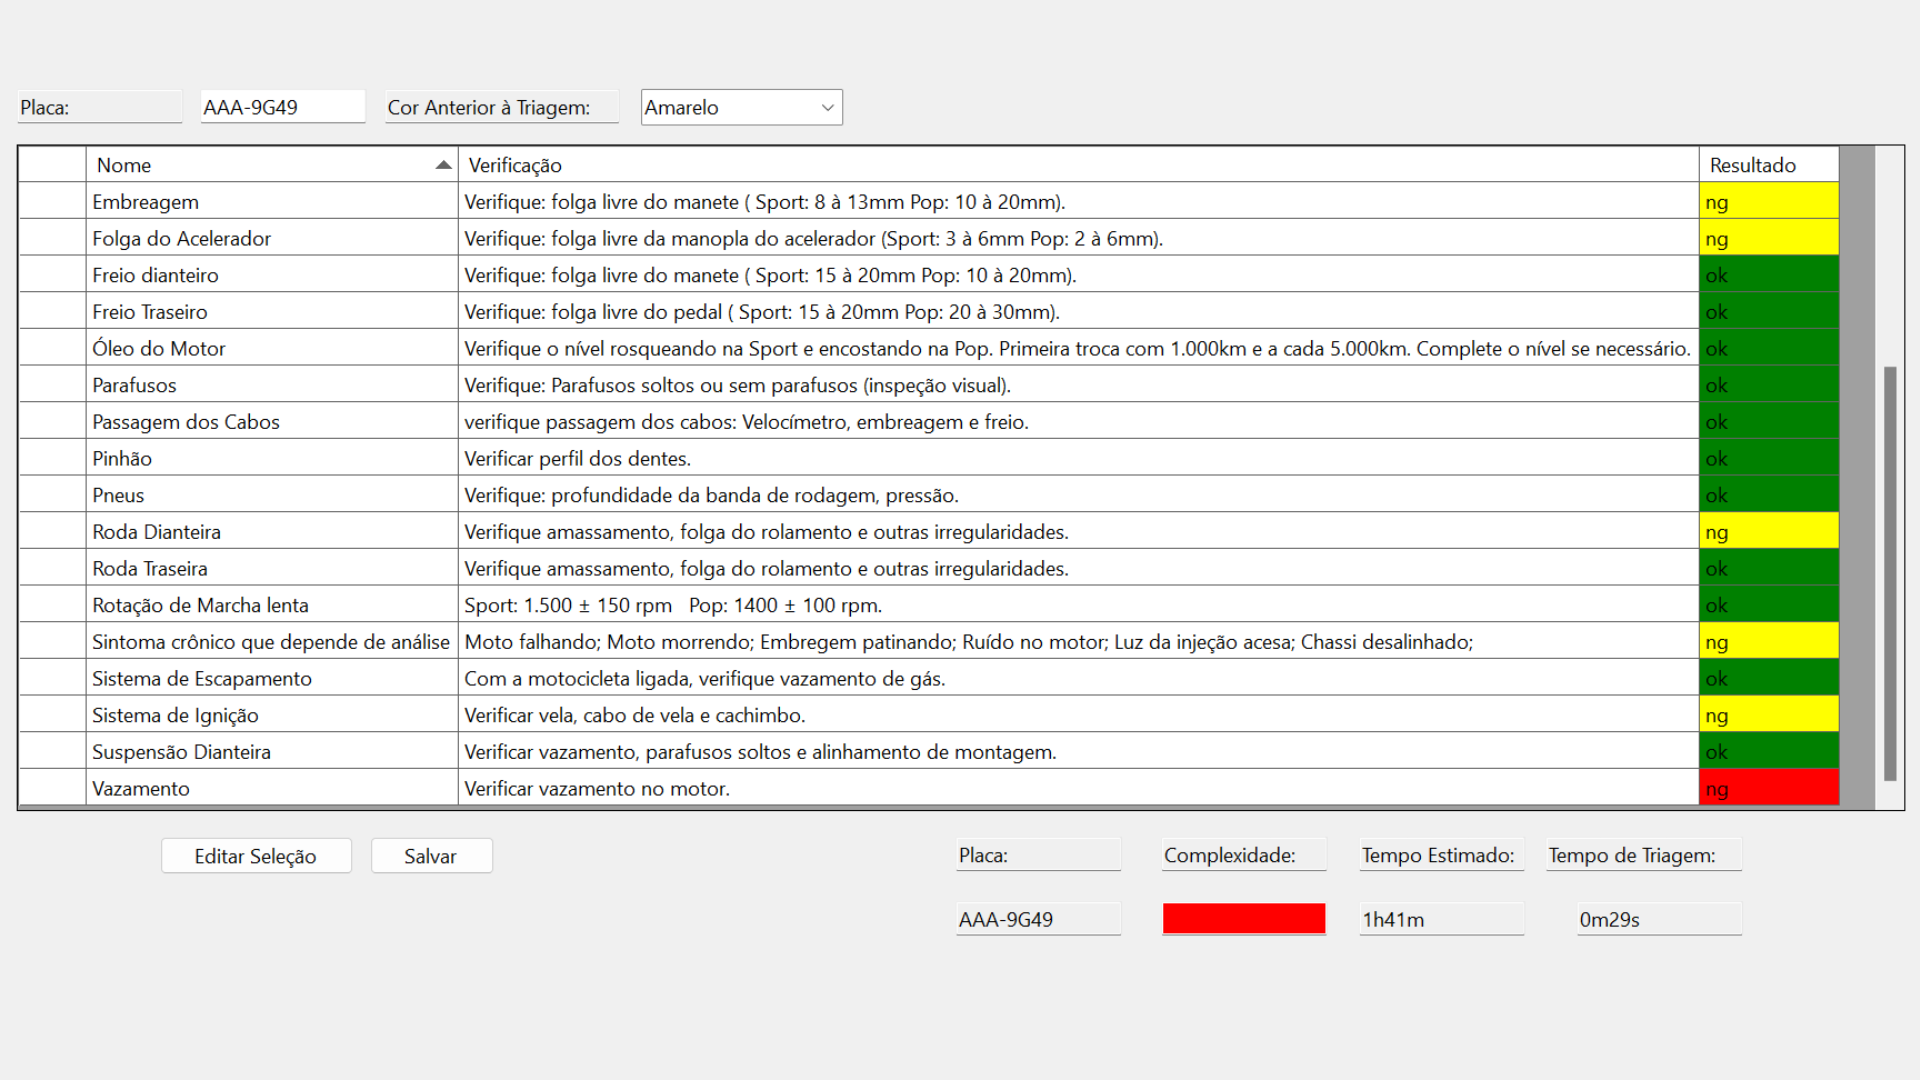 Placa: AAA-9G49 Cor Anterior à Triagem: Amarelo
Nome Verificação Resultado
Embreagem Verifique: folga livre do manete ( Sport: 8 à 13mm Pop: 10 à 20mm). ng
Folga do Acelerador Verifique: folga livre da manopla do acelerador (Sport: 3 à 6mm Pop: 2 à 6mm). ng
Freio dianteiro Verifique: folga livre do manete ( Sport: 15 à 20mm Pop: 10 à 20mm). ok
Freio Traseiro Verifique: folga livre do pedal ( Sport: 15 à 20mm Pop: 20 à 30mm). ok
Óleo do Motor Verifique o nível rosqueando na Sport e encostando na Pop. Primeira troca com 1.000km e a cada 5.000km. Complete o nível se necessário. ok
Parafusos Verifique: Parafusos soltos ou sem parafusos (inspeção visual). ok
Passagem dos Cabos verifique passagem dos cabos: Velocímetro, embreagem e freio. ok
Pinhão Verificar perfil dos dentes. ok
Pneus Verifique: profundidade da banda de rodagem, pressão. ok
Roda Dianteira Verifique amassamento, folga do rolamento e outras irregularidades. ng
Roda Traseira Verifique amassamento, folga do rolamento e outras irregularidades. ok
Rotação de Marcha lenta Sport: 1.500 ± 150 rpm Pop: 1400 ± 100 rpm. ok
Sintoma crônico que depende de análise Moto falhando; Moto morrendo; Embregem patinando; Ruído no motor; Luz da injeção acesa; Chassi desalinhado; ng
Sistema de Escapamento Com a motocicleta ligada, verifique vazamento de gás. ok
Sistema de Ignição Verificar vela, cabo de vela e cachimbo. ng
Suspensão Dianteira Verificar vazamento, parafusos soltos e alinhamento de montagem. ok
Vazamento Verificar vazamento no motor. ng
Editar Seleção Salvar Placa: Complexidade: Tempo Estimado: Tempo de Triagem:
AAA-9G49 1h41m 0m29s